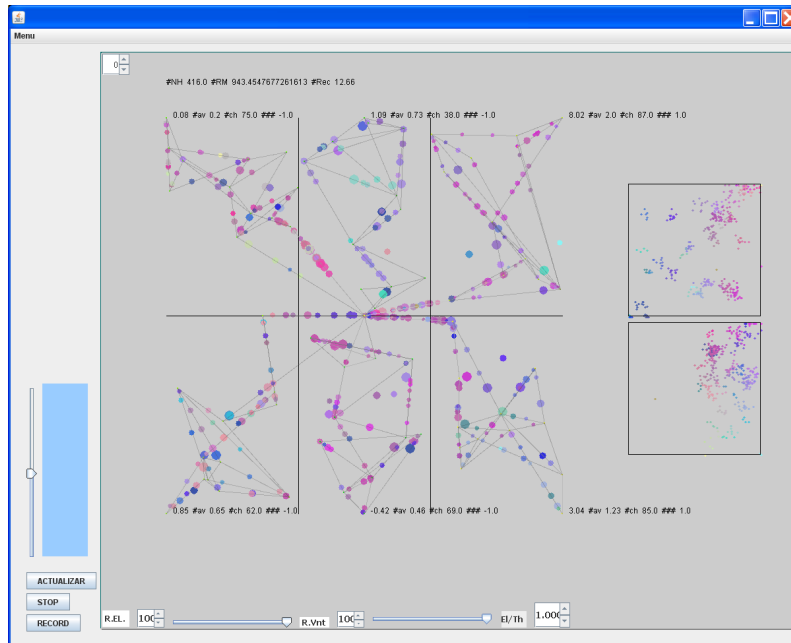 Menu
0
#NH 416.0 #RM 943.4547677261613 #Rec 12.66
0.08 #av 0.2 #ch 75.0 ### -1.0
1.09 #av 0.73 #ch 38.0 ### -1.0
8.02 #av 2.0 #ch 87.0 ### 1.0
0.85 #av 0.65 #ch 62.0 ### -1.0
-0.42 #av 0.46 #ch 69.0 ### -1.0
3.04 #av 1.23 #ch 85.0 ### 1.0
ACTUALIZAR
STOP
RECORD
R.EL. 100 R.Vnt 100 El/Th 1.000